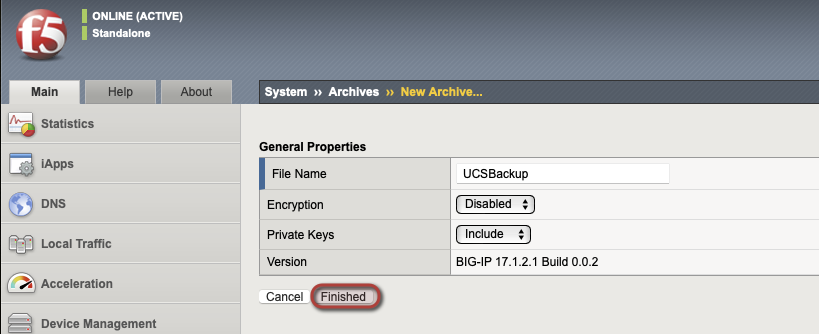 f5
ONLINE (ACTIVE)
Standalone
Main Help About
System ›› Archives ›› New Archive...
Statistics
iApps
DNS
Local Traffic
Acceleration
Device Management
General Properties
File Name UCSBackup
Encryption Disabled
Private Keys Include
Version BIG-IP 17.1.2.1 Build 0.0.2
Cancel Finished